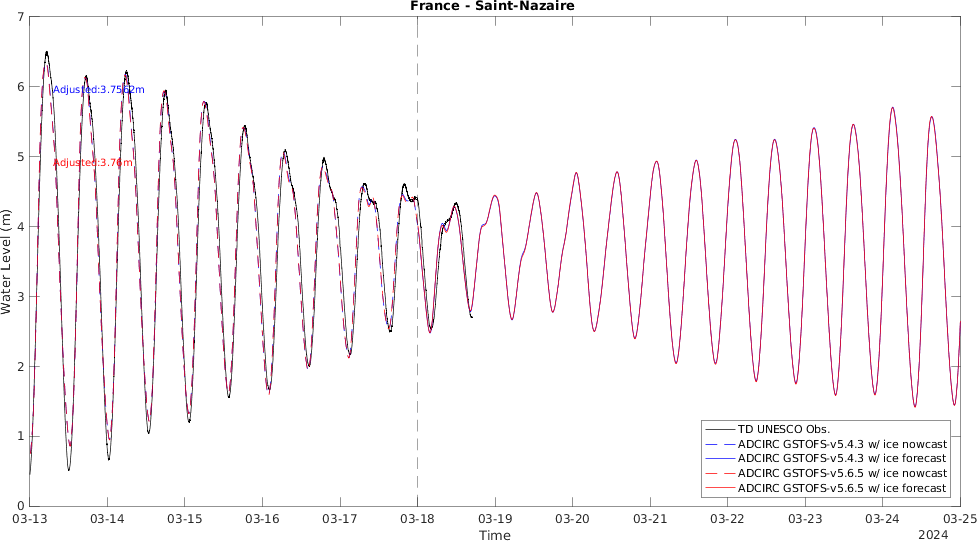 France - Saint-Nazaire
7
6
5
4
3
2
1
0
Water Level (m)
Adjusted:3.7562m
Adjusted:3.76m
TD UNESCO Obs.
ADCIRC GSTOFS-v5.4.3 w/ ice nowcast
ADCIRC GSTOFS-v5.4.3 w/ ice forecast
ADCIRC GSTOFS-v5.6.5 w/ ice nowcast
ADCIRC GSTOFS-v5.6.5 w/ ice forecast
03-13 03-14 03-15 03-16 03-17 03-18 03-19 03-20 03-21 03-22 03-23 03-24 03-25
Time
2024